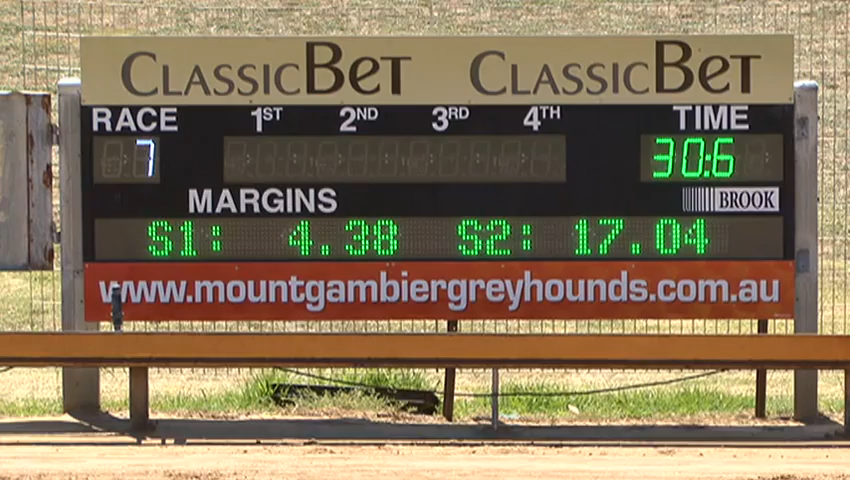 CLASSICBET CLASSICBET
RACE 1ST 2ND 3RD 4TH TIME
7 30:6
MARGINS BROOK
S1: 4.38 S2: 17.04
www.mountgambiergreyhounds.com.au